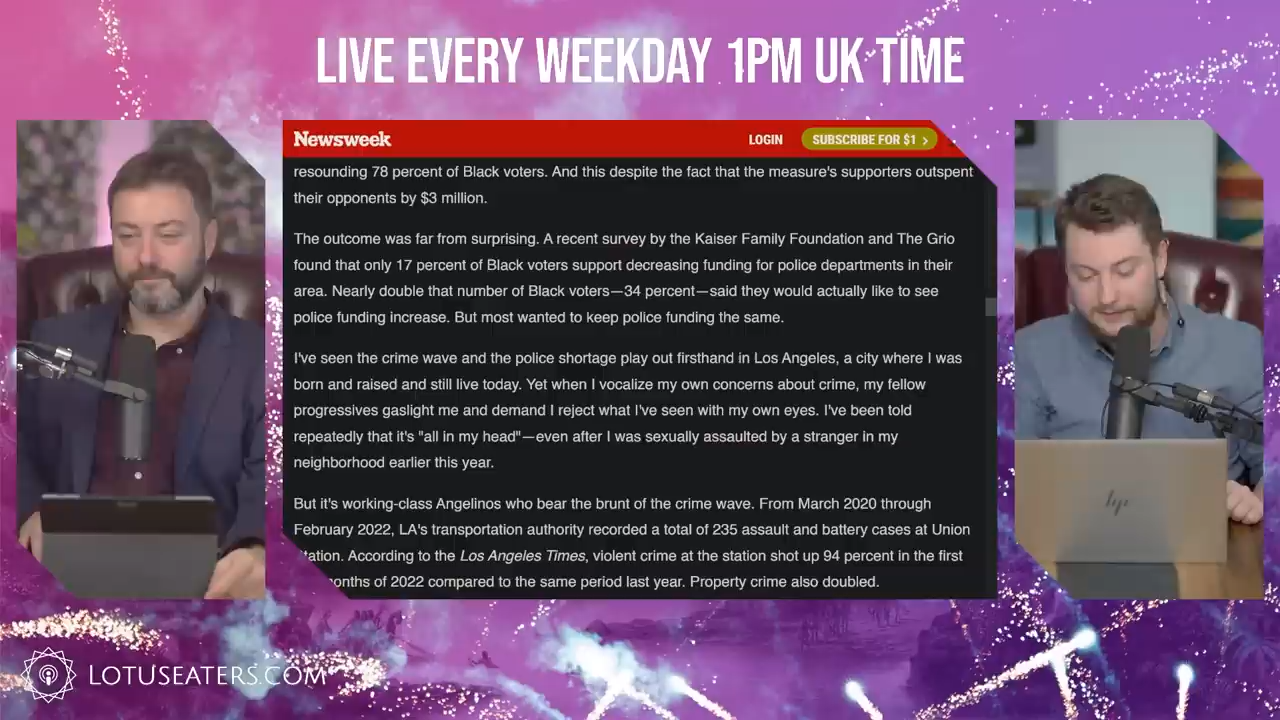 LIVE EVERY WEEKDAY 1PM UK TIME
Newsweek
LOGIN
SUBSCRIBE FOR $1
resounding 78 percent of Black voters. And this despite the fact that the measure's supporters outspent
their opponents by $3 million.
The outcome was far from surprising. A recent survey by the Kaiser Family Foundation and The Grio
found that only 17 percent of Black voters support decreasing funding for police departments in their
area. Nearly double that number of Black voters—34 percent—said they would actually like to see
police funding increase. But most wanted to keep police funding the same.
I've seen the crime wave and the police shortage play out firsthand in Los Angeles, a city where I was
born and raised and still live today. Yet when I vocalize my own concerns about crime, my fellow
progressives gaslight me and demand I reject what I've seen with my own eyes. I've been told
repeatedly that it's "all in my head"—even after I was sexually assaulted by a stranger in my
neighborhood earlier this year.
But it's working-class Angelinos who bear the brunt of the crime wave. From March 2020 through
February 2022, LA's transportation authority recorded a total of 235 assault and battery cases at Union
tation. According to the Los Angeles Times, violent crime at the station shot up 94 percent in the first
onths of 2022 compared to the same period last year. Property crime also doubled.
hp
LOTUSEATERS.COM